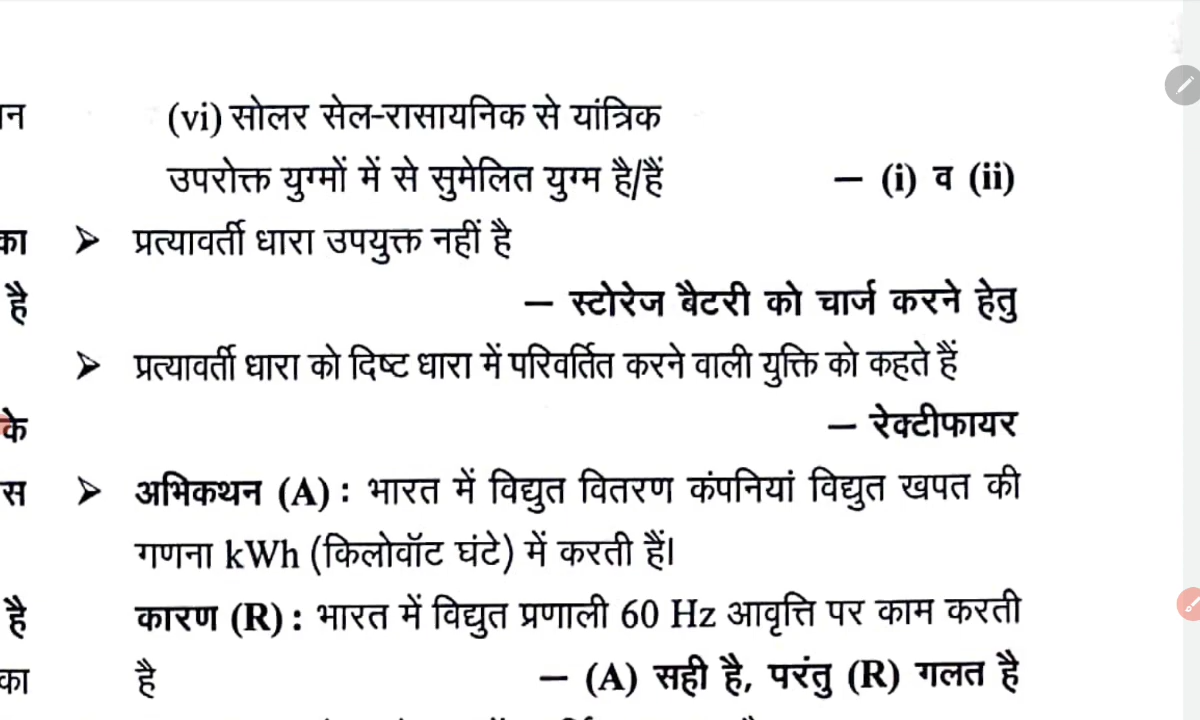 न
(vi) सोलर सेल-रासायनिक से यांत्रिक
उपरोक्त युग्मों में से सुमेलित युग्म है/हैं — (i) व (ii)
का
➢ प्रत्यावर्ती धारा उपयुक्त नहीं है
है
— स्टोरेज बैटरी को चार्ज करने हेतु
➢ प्रत्यावर्ती धारा को दिष्ट धारा में परिवर्तित करने वाली युक्ति को कहते हैं
के
— रेक्टीफायर
स
➢ अभिकथन (A) : भारत में विद्युत वितरण कंपनियां विद्युत खपत की
गणना kWh (किलोवॉट घंटे) में करती हैं।
है
कारण (R) : भारत में विद्युत प्रणाली 60 Hz आवृत्ति पर काम करती
का
है — (A) सही है, परंतु (R) गलत है